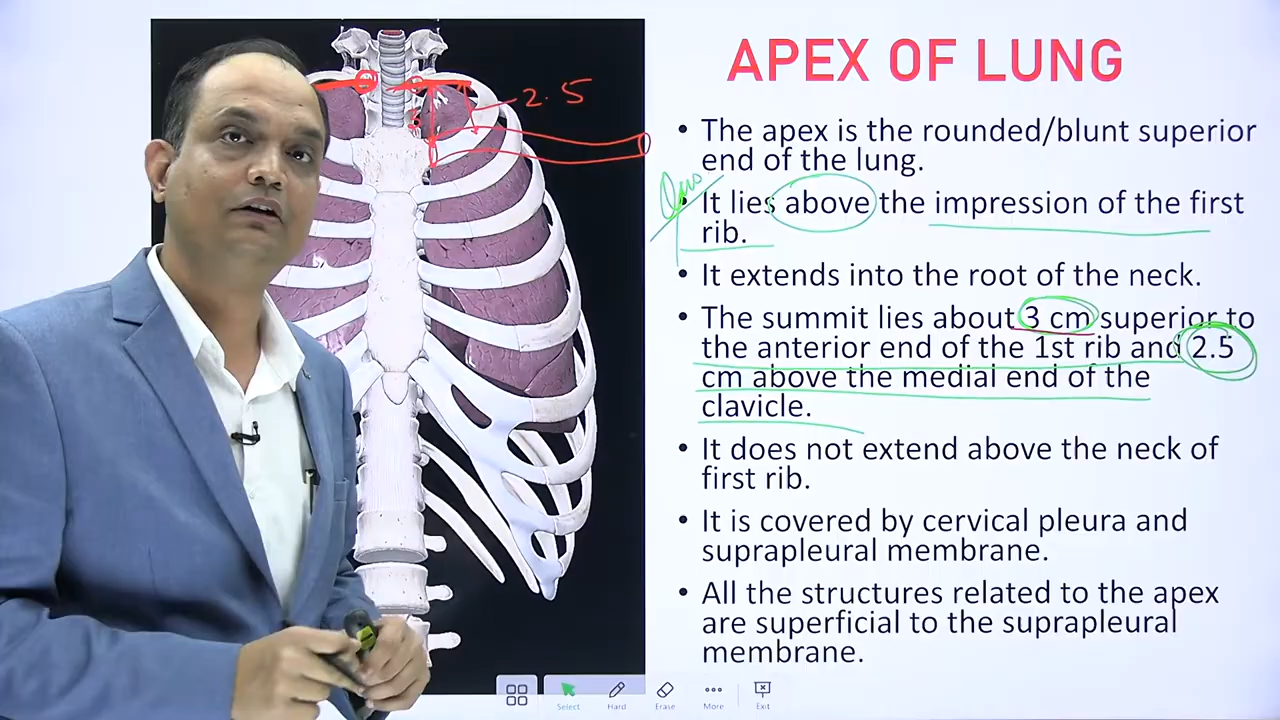 APEX OF LUNG
• The apex is the rounded/blunt superior
end of the lung.
• It lies above the impression of the first
rib.
• It extends into the root of the neck.
• The summit lies about 3 cm superior to
the anterior end of the 1st rib and 2.5
cm above the medial end of the
clavicle.
• It does not extend above the neck of
first rib.
• It is covered by cervical pleura and
suprapleural membrane.
• All the structures related to the apex
are superficial to the suprapleural
membrane.
2.5
3
Select
Hard
Erase
More
Exit